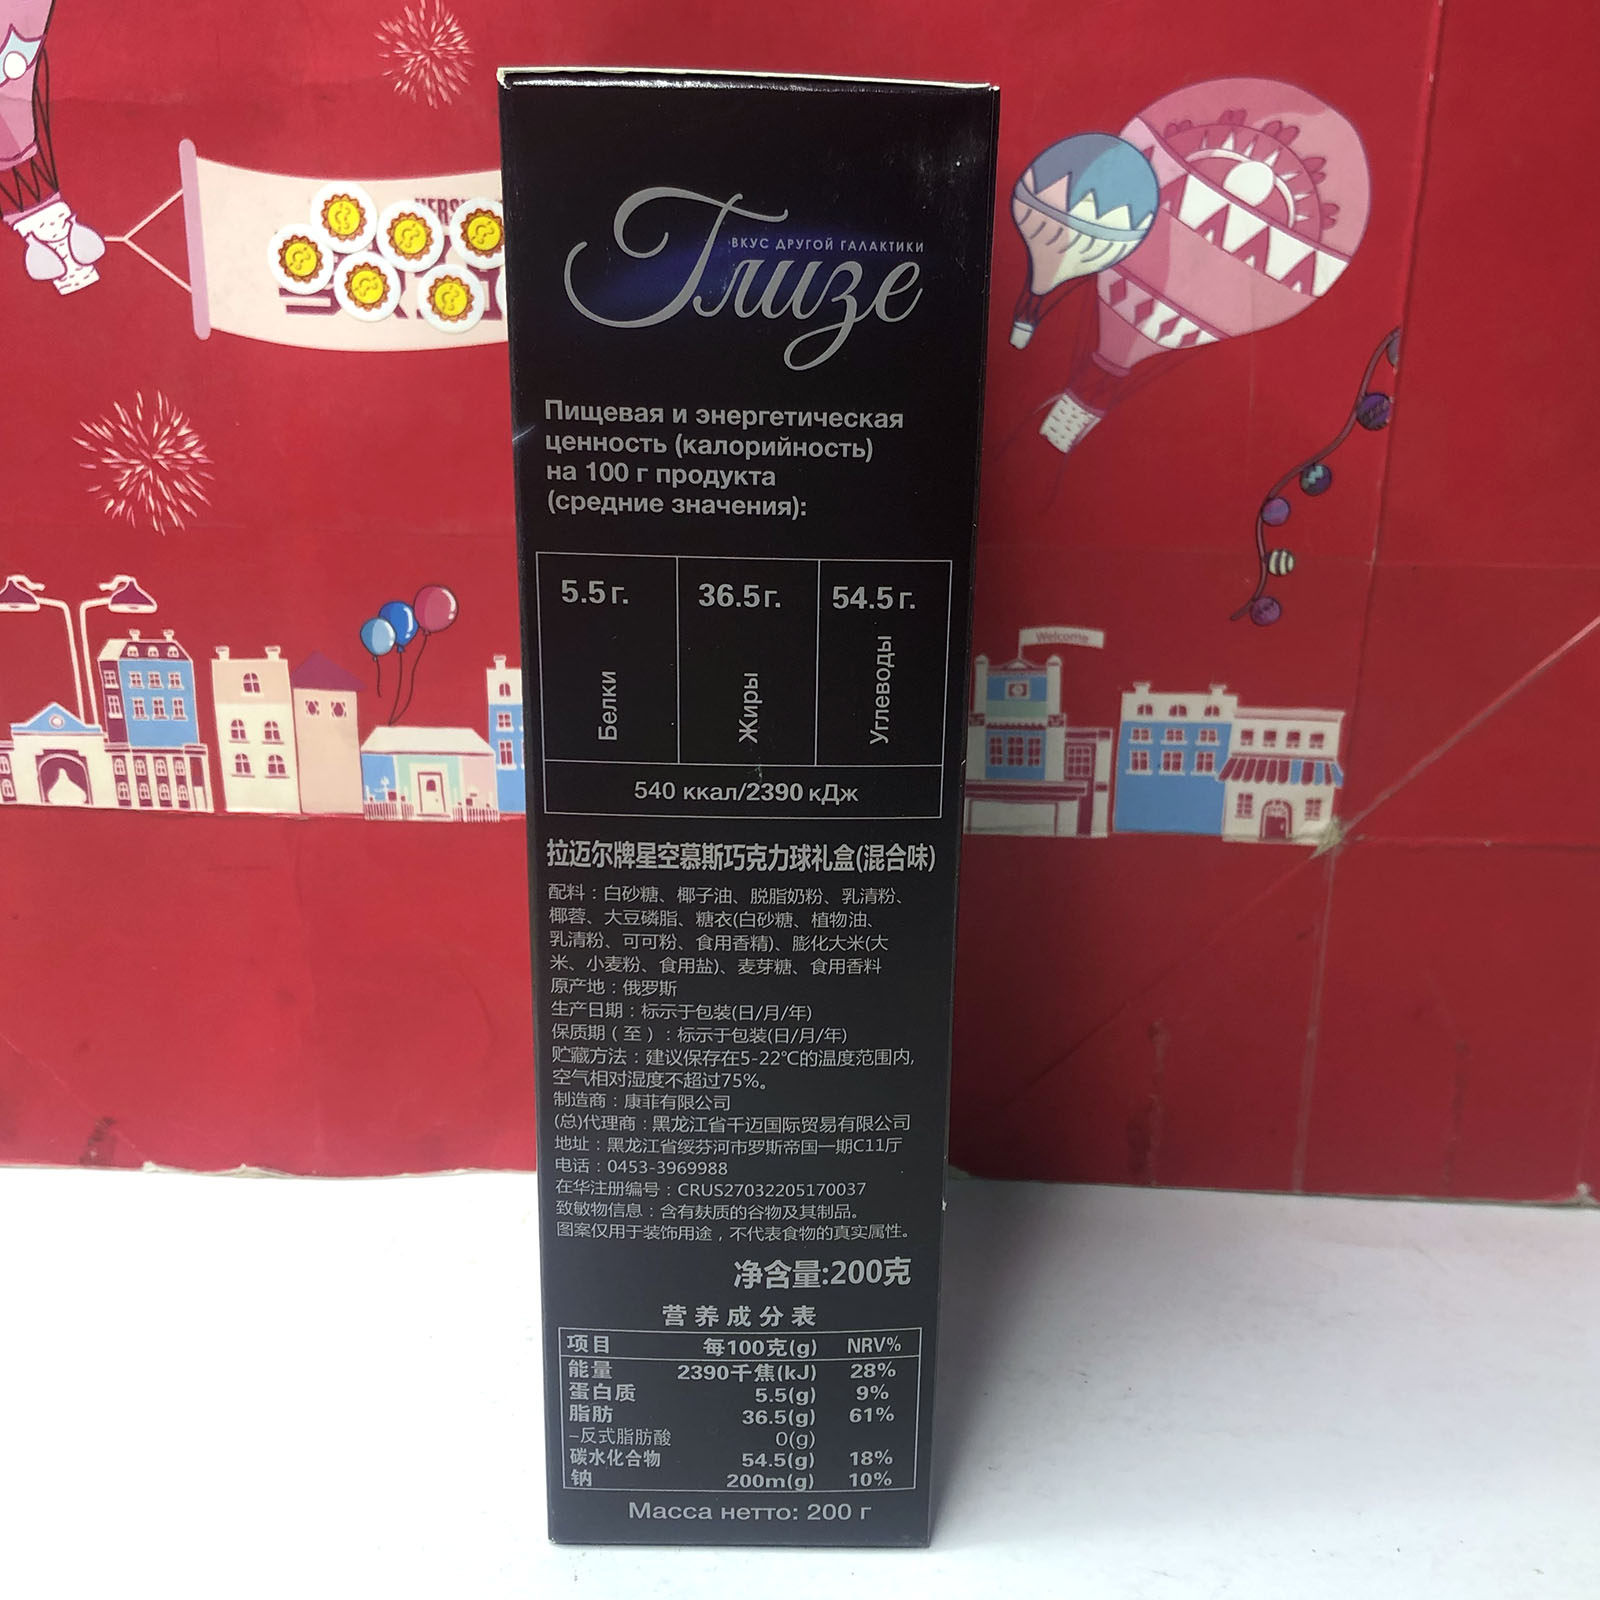 ВКУС ДРУГОЙ ГАЛАКТИКИ
Глизе
Пищевая и энергетическая
ценность (калорийность)
на 100 г продукта
(средние значения):
5.5 г. 36.5 г. 54.5 г.
Белки Жиры Углеводы
540 ккал/2390 кДж
拉迈尔牌星空慕斯巧克力球礼盒(混合味)
配料：白砂糖、椰子油、脱脂奶粉、乳清粉、
椰蓉、大豆磷脂、糖衣(白砂糖、植物油、
乳清粉、可可粉、食用香精)、膨化大米(大
米、小麦粉、食用盐)、麦芽糖、食用香料
原产地：俄罗斯
生产日期：标示于包装(日/月/年)
保质期（至）：标示于包装(日/月/年)
贮藏方法：建议保存在5-22℃的温度范围内,
空气相对湿度不超过75%。
制造商：康菲有限公司
(总)代理商：黑龙江省千迈国际贸易有限公司
地址：黑龙江省绥芬河市罗斯帝国一期C11厅
电话：0453-3969988
在华注册编号：CRUS27032205170037
致敏物信息：含有麸质的谷物及其制品。
图案仅用于装饰用途，不代表食物的真实属性。
净含量:200克
营养成分表
项目 每100克(g) NRV%
能量 2390千焦(kJ) 28%
蛋白质 5.5(g) 9%
脂肪 36.5(g) 61%
–反式脂肪酸 0(g)
碳水化合物 54.5(g) 18%
钠 200m(g) 10%
Масса нетто: 200 г
Welcome